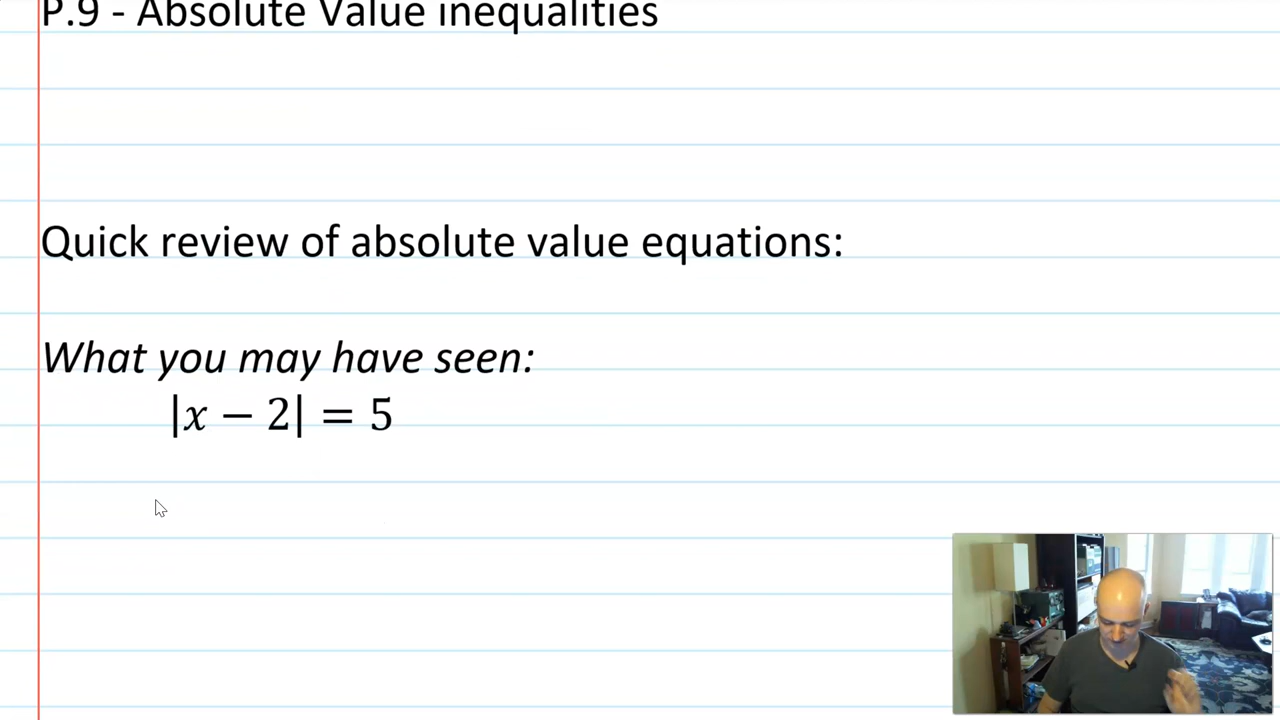 P.9 - Absolute Value inequalities
Quick review of absolute value equations:
What you may have seen:
|x − 2| = 5